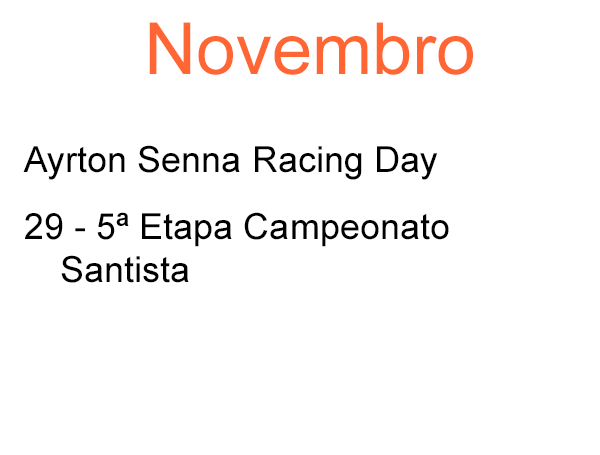 Novembro
Ayrton Senna Racing Day
29 - 5ª Etapa Campeonato
Santista